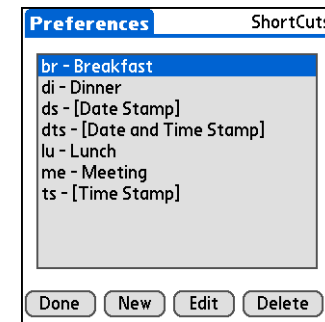 Preferences ShortCuts
br - Breakfast
di - Dinner
ds - [Date Stamp]
dts - [Date and Time Stamp]
lu - Lunch
me - Meeting
ts - [Time Stamp]
Done New Edit Delete